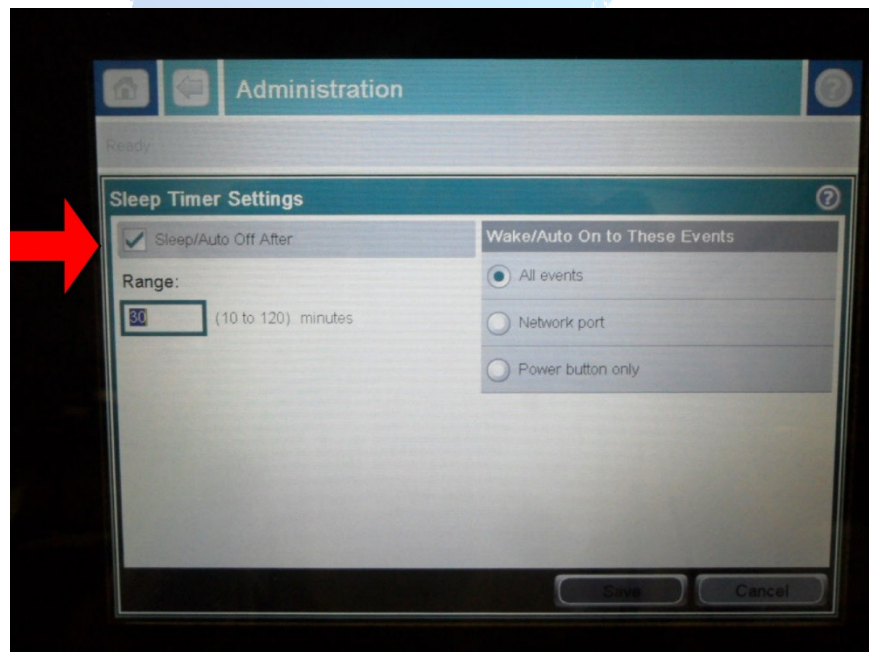 Administration
Ready
Sleep Timer Settings
Sleep/Auto Off After
Range:
30 (10 to 120) minutes
Wake/Auto On to These Events
All events
Network port
Power button only
Save Cancel